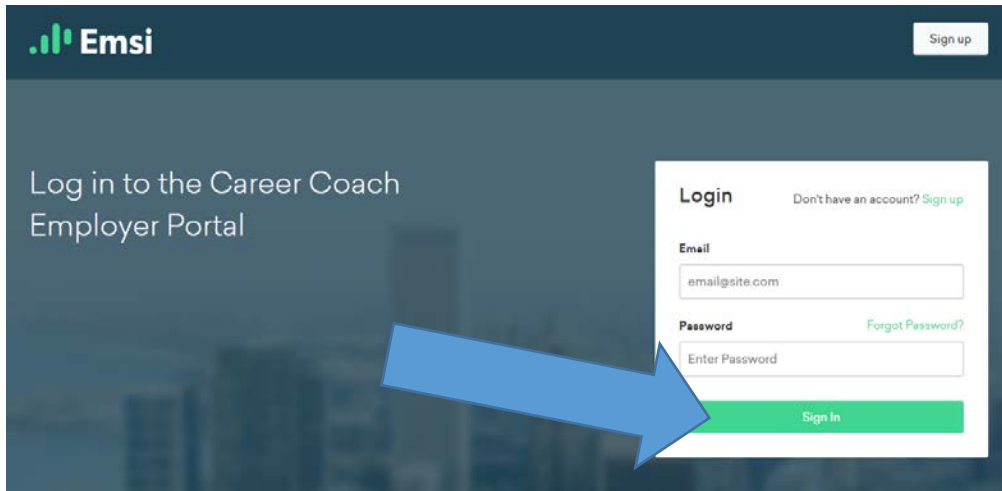 Emsi
Sign up
Log in to the Career Coach
Employer Portal
Login
Don't have an account? Sign up
Email
email@site.com
Password
Forgot Password?
Enter Password
Sign In